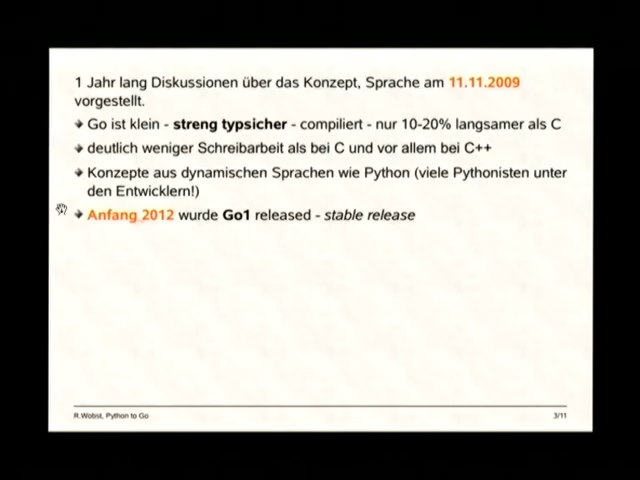 1 Jahr lang Diskussionen über das Konzept, Sprache am 11.11.2009
vorgestellt.
Go ist klein - streng typsicher - compiliert - nur 10-20% langsamer als C
deutlich weniger Schreibarbeit als bei C und vor allem bei C++
Konzepte aus dynamischen Sprachen wie Python (viele Pythonisten unter
den Entwicklern!)
Anfang 2012 wurde Go1 released - stable release
R.Wobst, Python to Go
3/11